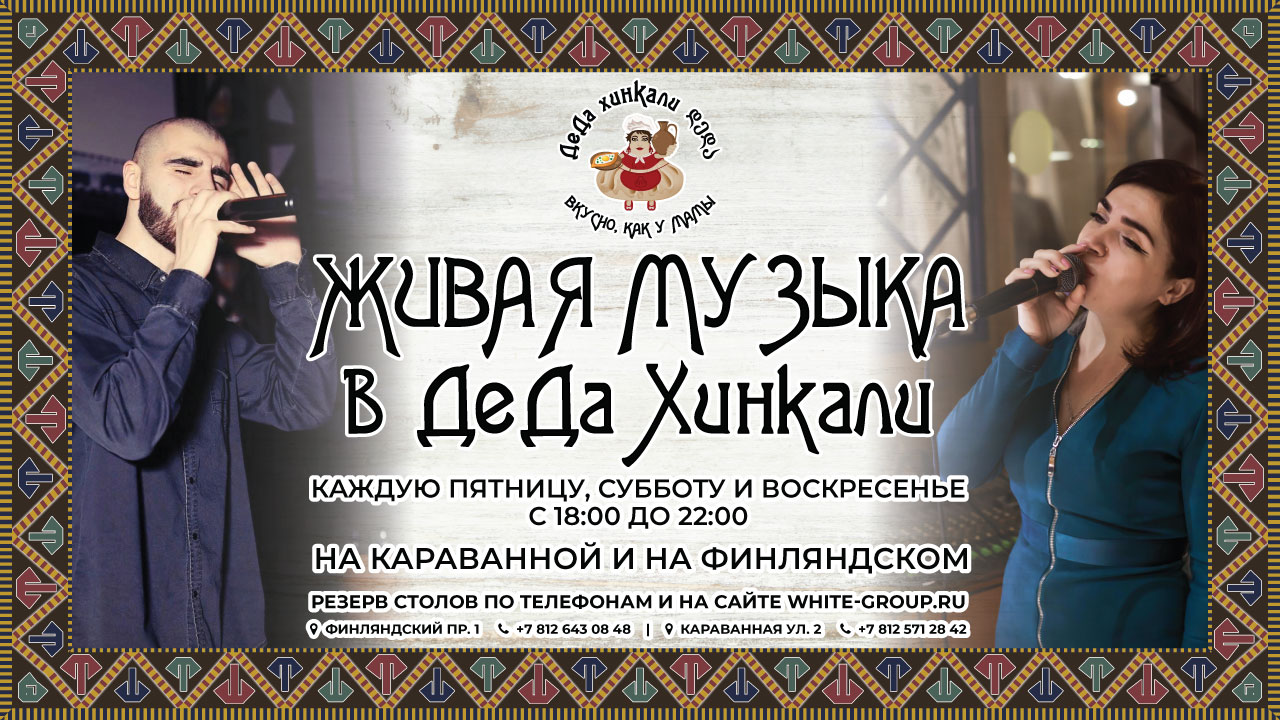 ДеДа хинкали დედა
вкусно, как у мамы
ЖИВАЯ МУЗЫКА
В ДеДа Хинкали
КАЖДУЮ ПЯТНИЦУ, СУББОТУ И ВОСКРЕСЕНЬЕ
С 18:00 ДО 22:00
НА КАРАВАННОЙ И НА ФИНЛЯНДСКОМ
РЕЗЕРВ СТОЛОВ ПО ТЕЛЕФОНАМ И НА САЙТЕ WHITE-GROUP.RU
ФИНЛЯНДСКИЙ ПР. 1 +7 812 643 08 48 | КАРАВАННАЯ УЛ. 2 +7 812 571 28 42